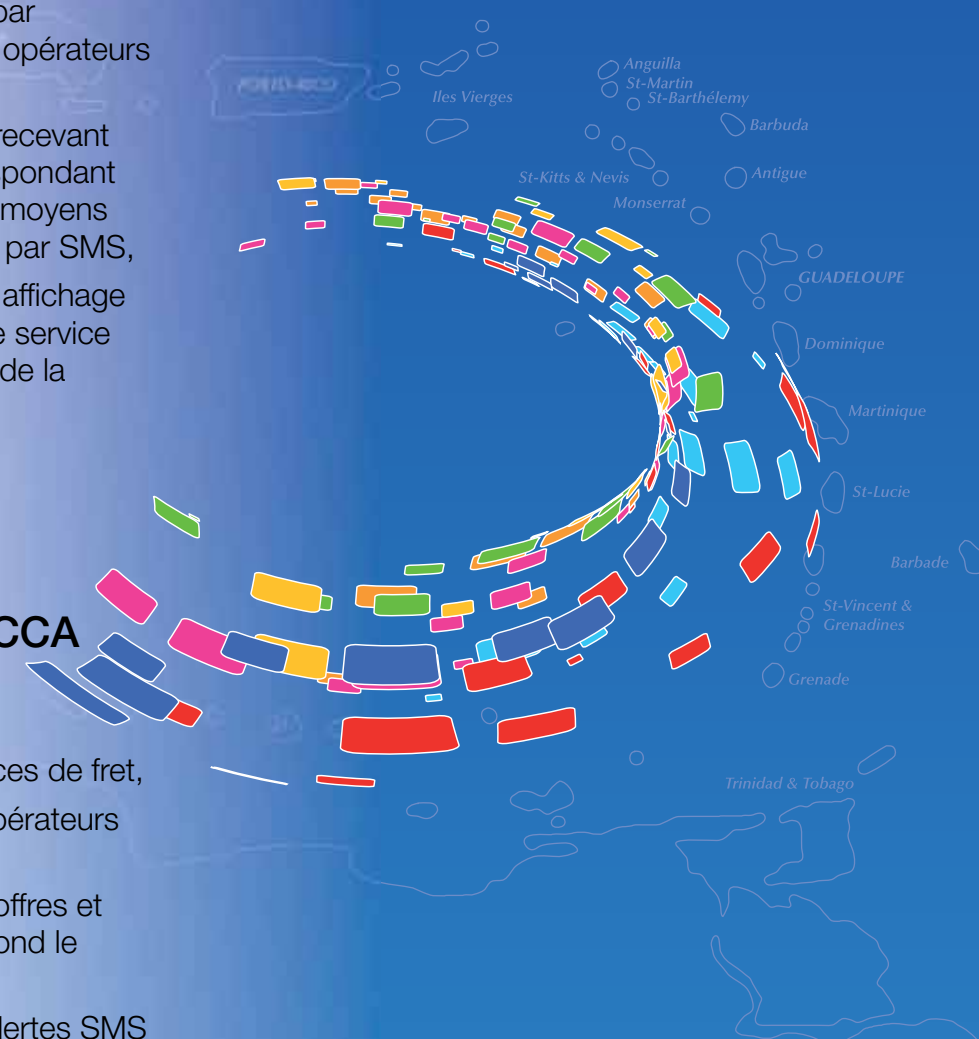 par
opérateurs
recevant
pondant
moyens
par SMS,
affichage
e service
de la
CCA
ces de fret,
pérateurs
offres et
ond le
lertes SMS
Anguilla
St-Martin
St-Barthélemy
Iles Vierges
Barbuda
St-Kitts & Nevis
Antigue
Monserrat
GUADELOUPE
Dominique
Martinique
St-Lucie
Barbade
St-Vincent &
Grenadines
Grenade
Trinidad & Tobago